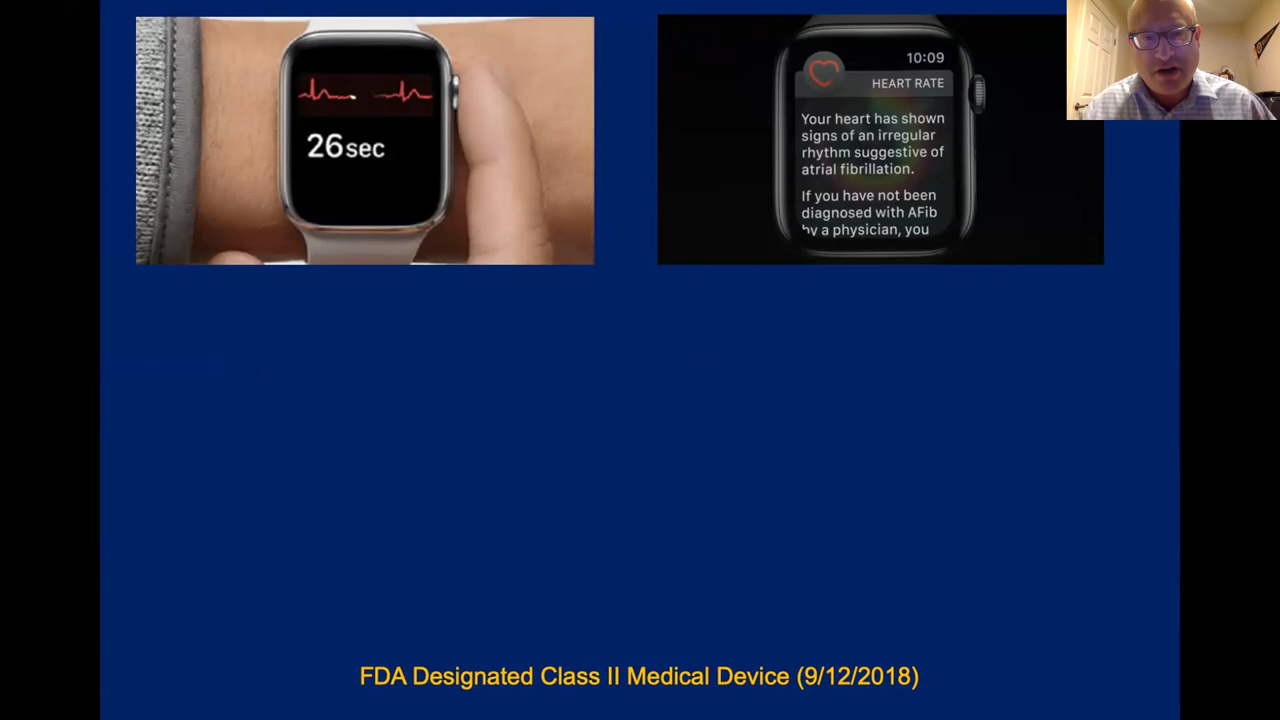 26sec
10:09
HEART RATE
Your heart has shown
signs of an irregular
rhythm suggestive of
atrial fibrillation.
If you have not been
diagnosed with AFib
by a physician, you
FDA Designated Class II Medical Device (9/12/2018)